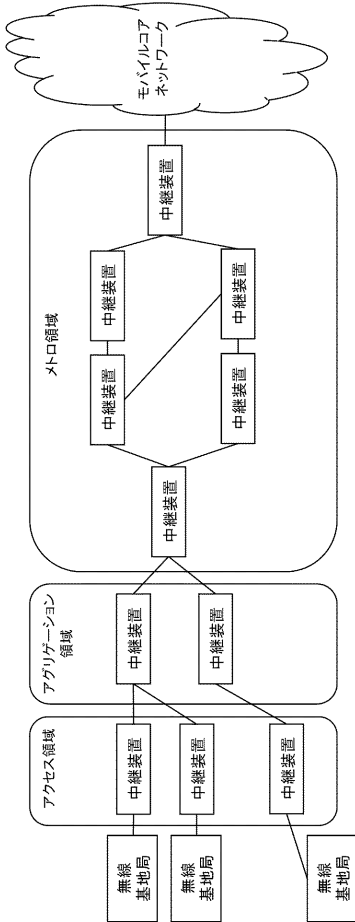 モバイルコア
ネットワーク
メトロ領域
中継装置
中継装置
中継装置
中継装置
中継装置
中継装置
アグリゲーション
領域
中継装置
中継装置
アクセス領域
中継装置
中継装置
中継装置
無線
基地局
無線
基地局
無線
基地局